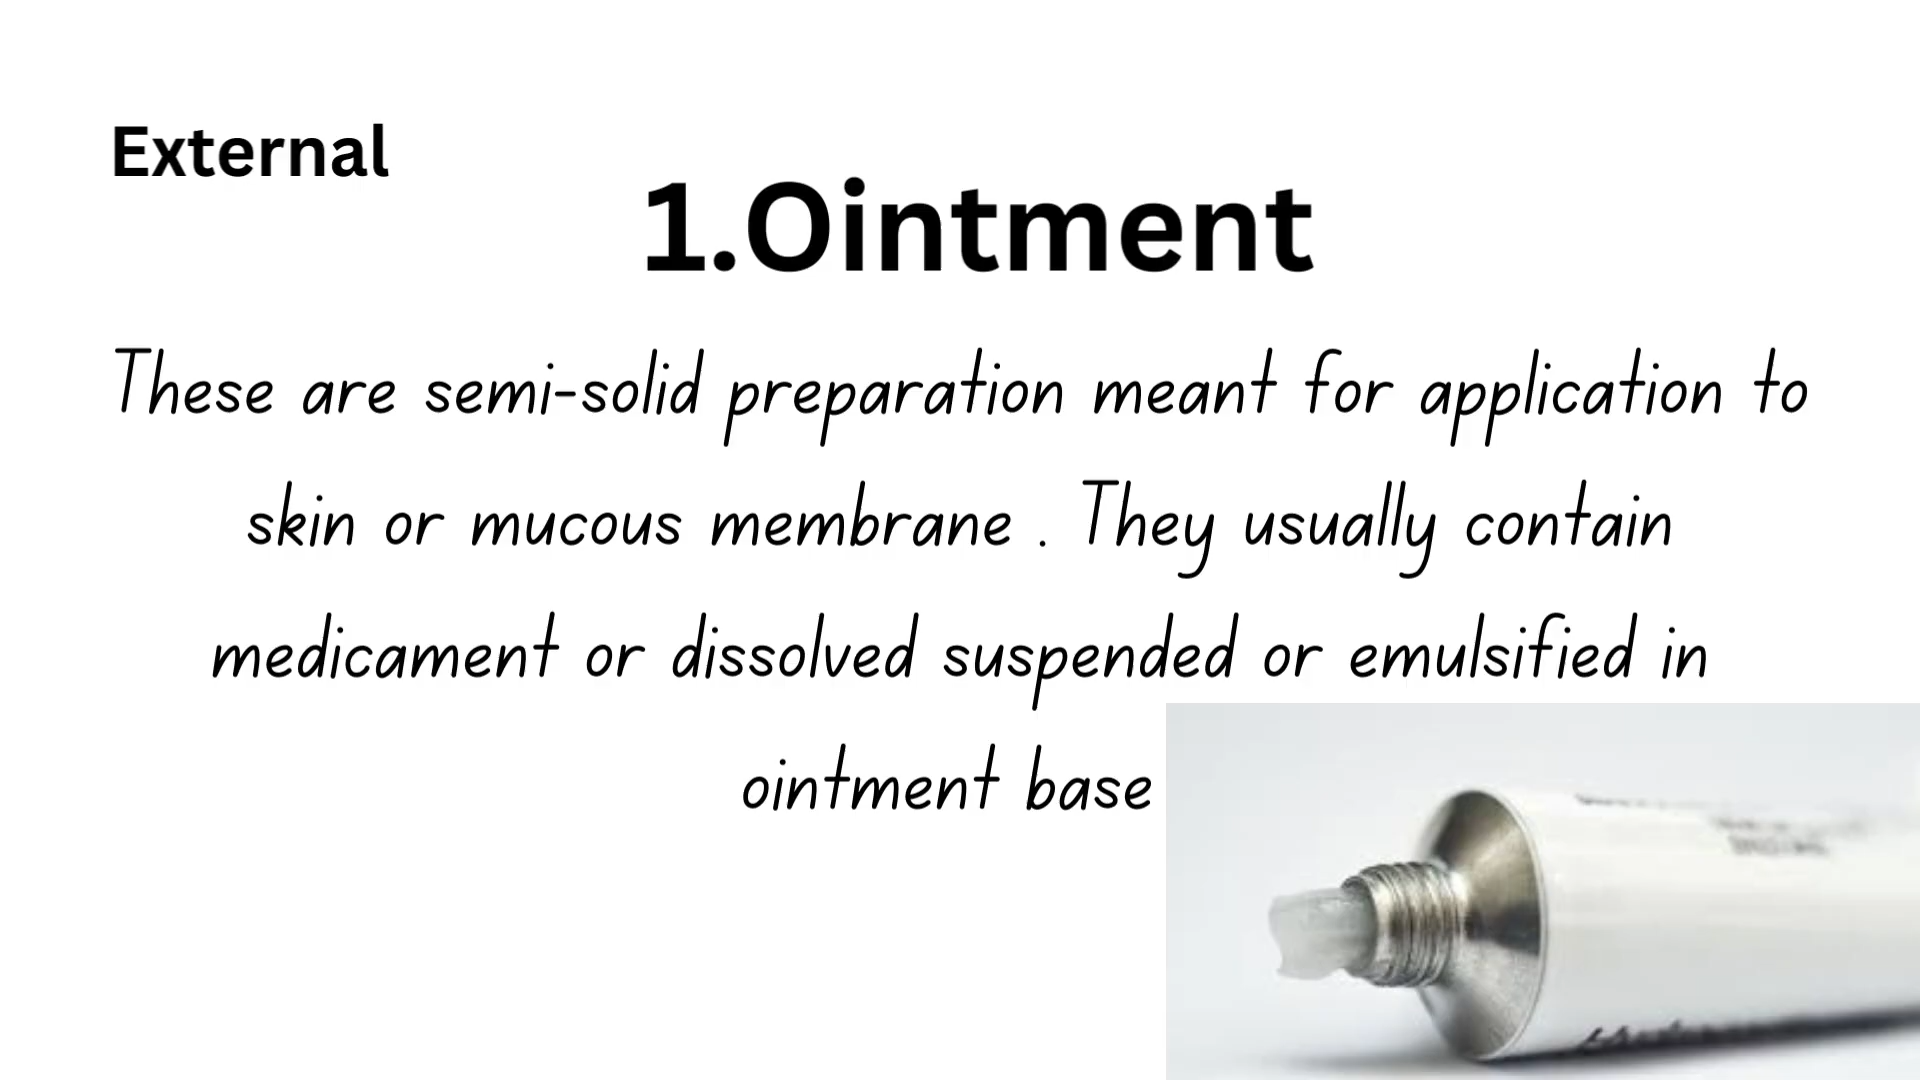 External
1.Ointment
These are semi-solid preparation meant for application to
skin or mucous membrane . They usually contain
medicament or dissolved suspended or emulsified in
ointment base